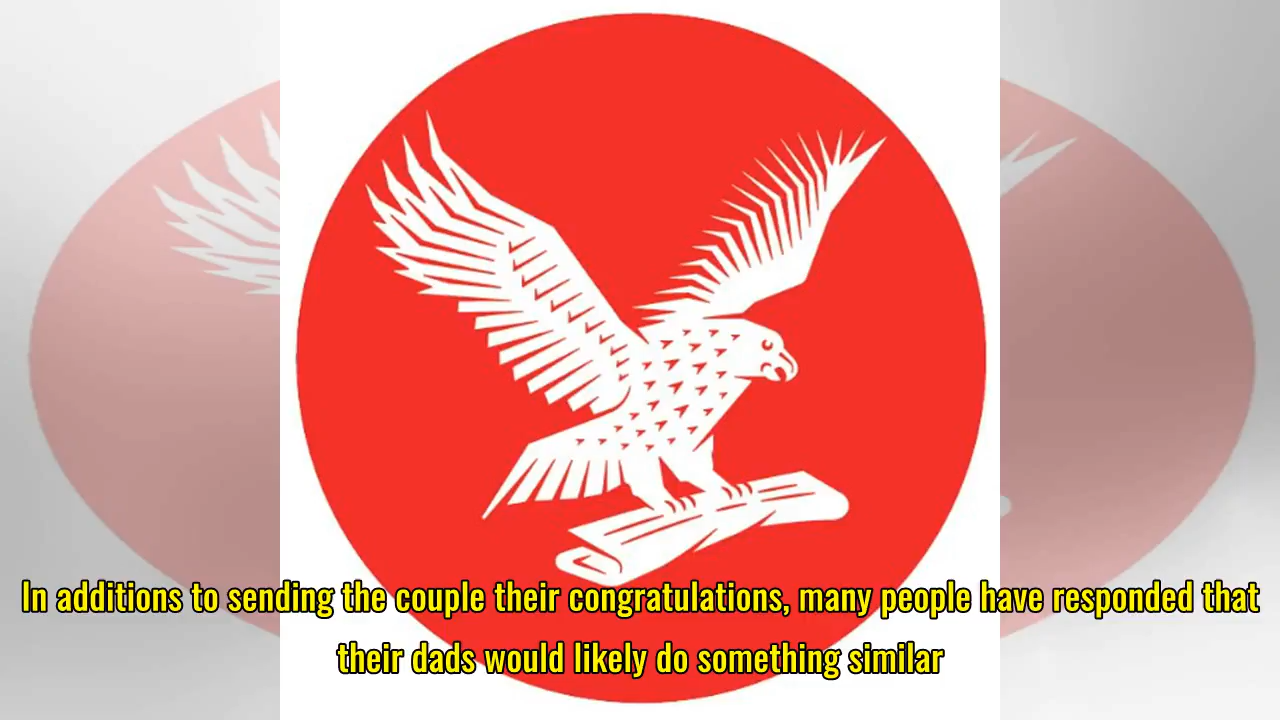 In additions to sending the couple their congratulations, many people have responded that
their dads would likely do something similar